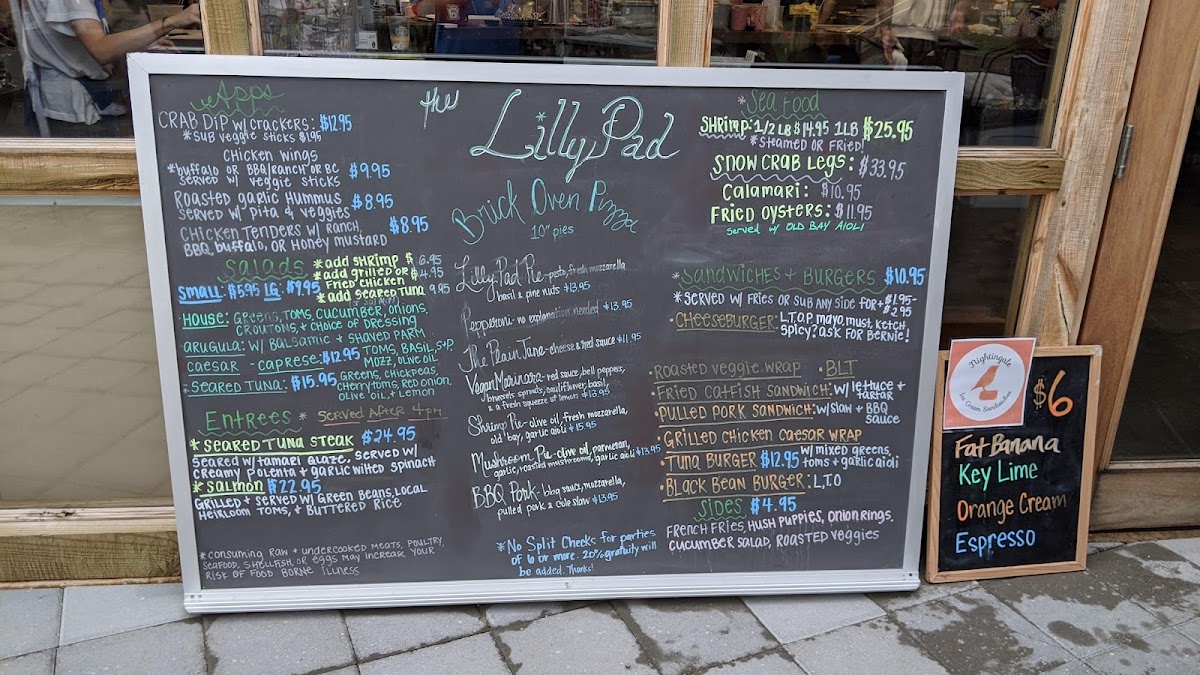 Apps
CRAB DIP W/ CRACKERS: $12.95
*SUB VEGGIE STICKS $1.95
CHICKEN WINGS
*BUFFALO OR BBQ/RANCH OR BC
SERVED W/ VEGGIE STICKS $9.95
ROASTED GARLIC HUMMUS
SERVED W/ PITA & VEGGIES $8.95
CHICKEN TENDERS W/ RANCH,
BBQ, BUFFALO, OR HONEY MUSTARD $8.95
SALADS
*add SHRIMP $6.95
*add grilled OR $4.95
FRIED CHICKEN
*add SEARED TUNA 9.95
SMALL: $5.95 LG: $9.95
HOUSE: GREENS, TOMS, CUCUMBER, ONIONS,
CROUTONS, + CHOICE OF DRESSING
ARUGULA: W/ BALSAMIC + SHAVED PARM
CAESAR - CAPRESE: $12.95 TOMS, BASIL, S+P,
MOZZ, OLIVE OIL
SEARED TUNA: $15.95 GREENS, CHICKPEAS,
CHERRY TOMS, RED ONION,
OLIVE OIL, + LEMON
ENTREES * SERVED AFTER 4PM
*SEARED TUNA STEAK $24.95
SEARED W/ TAMARI GLAZE, SERVED W/
CREAMY POLENTA + GARLIC WILTED SPINACH
*SALMON $22.95
GRILLED + SERVED W/ GREEN BEANS, LOCAL
HEIRLOOM TOMS, + BUTTERED RICE
*CONSUMING RAW + UNDERCOOKED MEATS, POULTRY,
SEAFOOD, SHELLFISH, OR EGGS MAY INCREASE YOUR
RISK OF FOOD BORNE ILLNESS
the Lilly Pad
Brick Oven Pizza
10" pies
Lilly Pad Pie - pesto, fresh mozzarella
basil & pine nuts $13.95
Pepperoni - no explanation needed $13.95
The Plain Jane - cheese & red sauce $11.95
Vegan Marinara - red sauce, bell peppers,
brussels sprouts, cauliflower, basil,
& a fresh squeeze of lemon $13.95
Shrimp Pie - olive oil, fresh mozzarella,
old bay, garlic aioli $15.95
Mushroom Pie - olive oil, parmesan,
garlic, roasted mushrooms, garlic aioli $13.95
BBQ Pork - bbq sauce, mozzarella,
pulled pork & cole slaw $13.95
*No Split Checks for parties
of 6 or more. 20% gratuity will
be added. Thanks!
*Sea Food
SHRIMP: 1/2 LB $14.95 1LB $25.95
*STEAMED OR FRIED!
SNOW CRAB LEGS: $33.95
CALAMARI: $10.95
FRIED OYSTERS: $11.95
SERVED W/ OLD BAY AIOLI
*SANDWICHES + BURGERS $10.95
*SERVED W/ FRIES OR SUB ANY SIDE FOR + $1.95-
$2.95
•CHEESEBURGER: L.T.O.P. MAYO, MUST, KETCH,
SPICY? ASK FOR BERNIE!
•ROASTED VEGGIE WRAP •BLT
•FRIED CATFISH SANDWICH: W/ LETTUCE +
TARTAR
•PULLED PORK SANDWICH: W/ SLAW + BBQ
SAUCE
•GRILLED CHICKEN CAESAR WRAP
•TUNA BURGER $12.95 W/ MIXED GREENS,
TOMS + GARLIC AIOLI
•BLACK BEAN BURGER: L.T.O
SIDES $4.95
FRENCH FRIES, HUSH PUPPIES, ONION RINGS,
CUCUMBER SALAD, ROASTED VEGGIES
Nightingale
Ice Cream Sandwiches
$6
Fat Banana
Key Lime
Orange Cream
Espresso